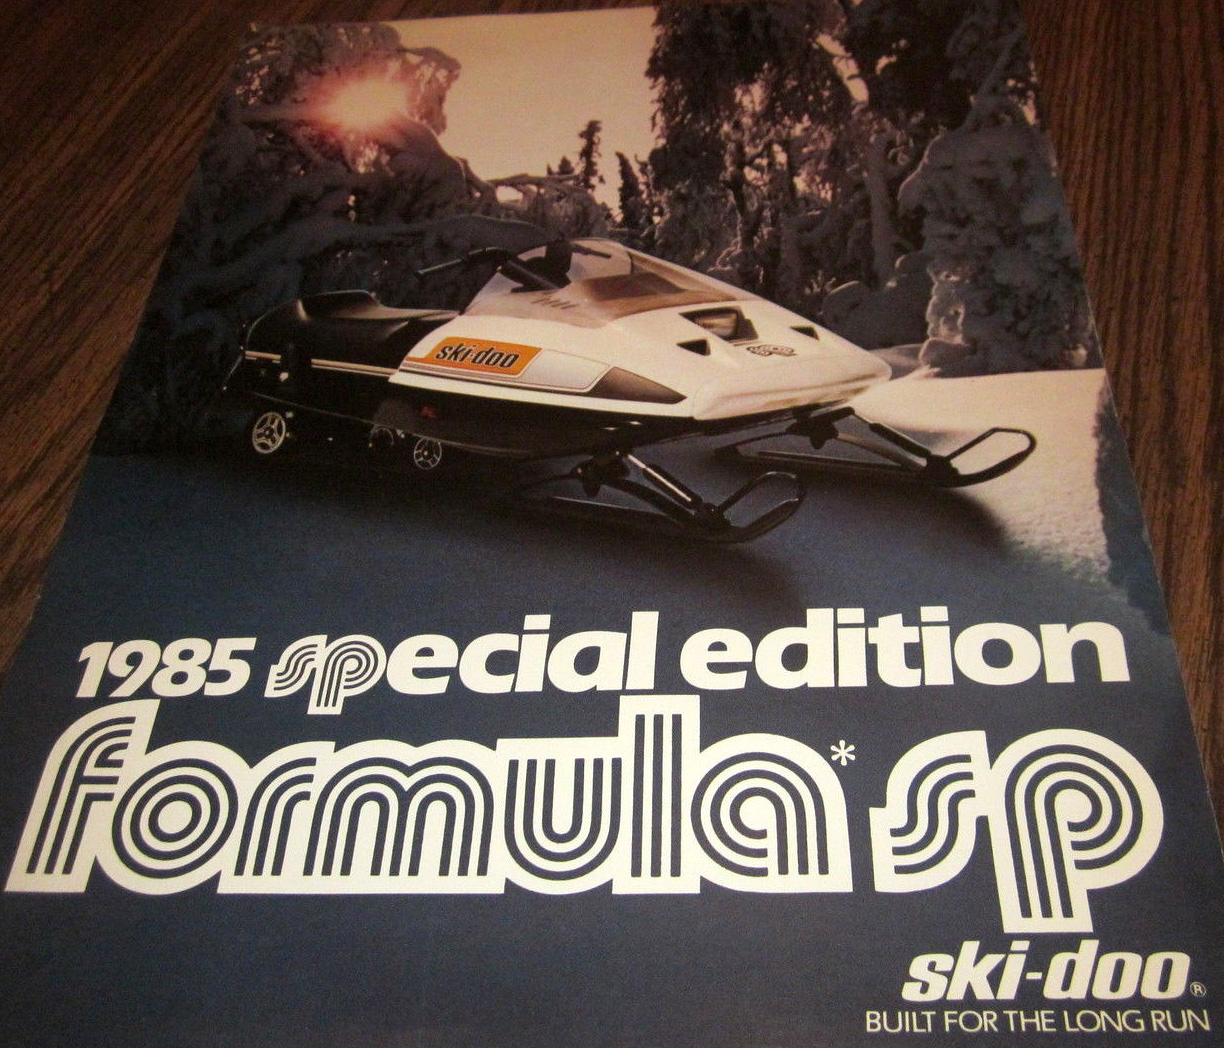 ski-doo
1985 special edition
formula* sp
ski-doo®
BUILT FOR THE LONG RUN